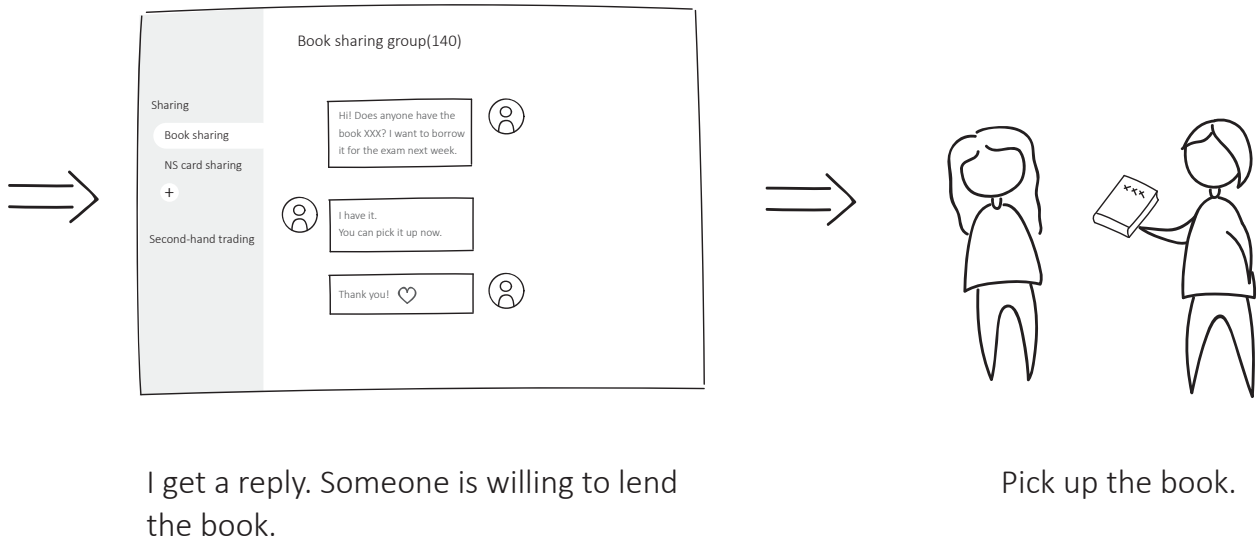 Book sharing group(140)
Sharing
Book sharing
NS card sharing
+
Second-hand trading
Hi! Does anyone have the
book XXX? I want to borrow
it for the exam next week.
I have it.
You can pick it up now.
Thank you!
xxx
I get a reply. Someone is willing to lend
the book.
Pick up the book.